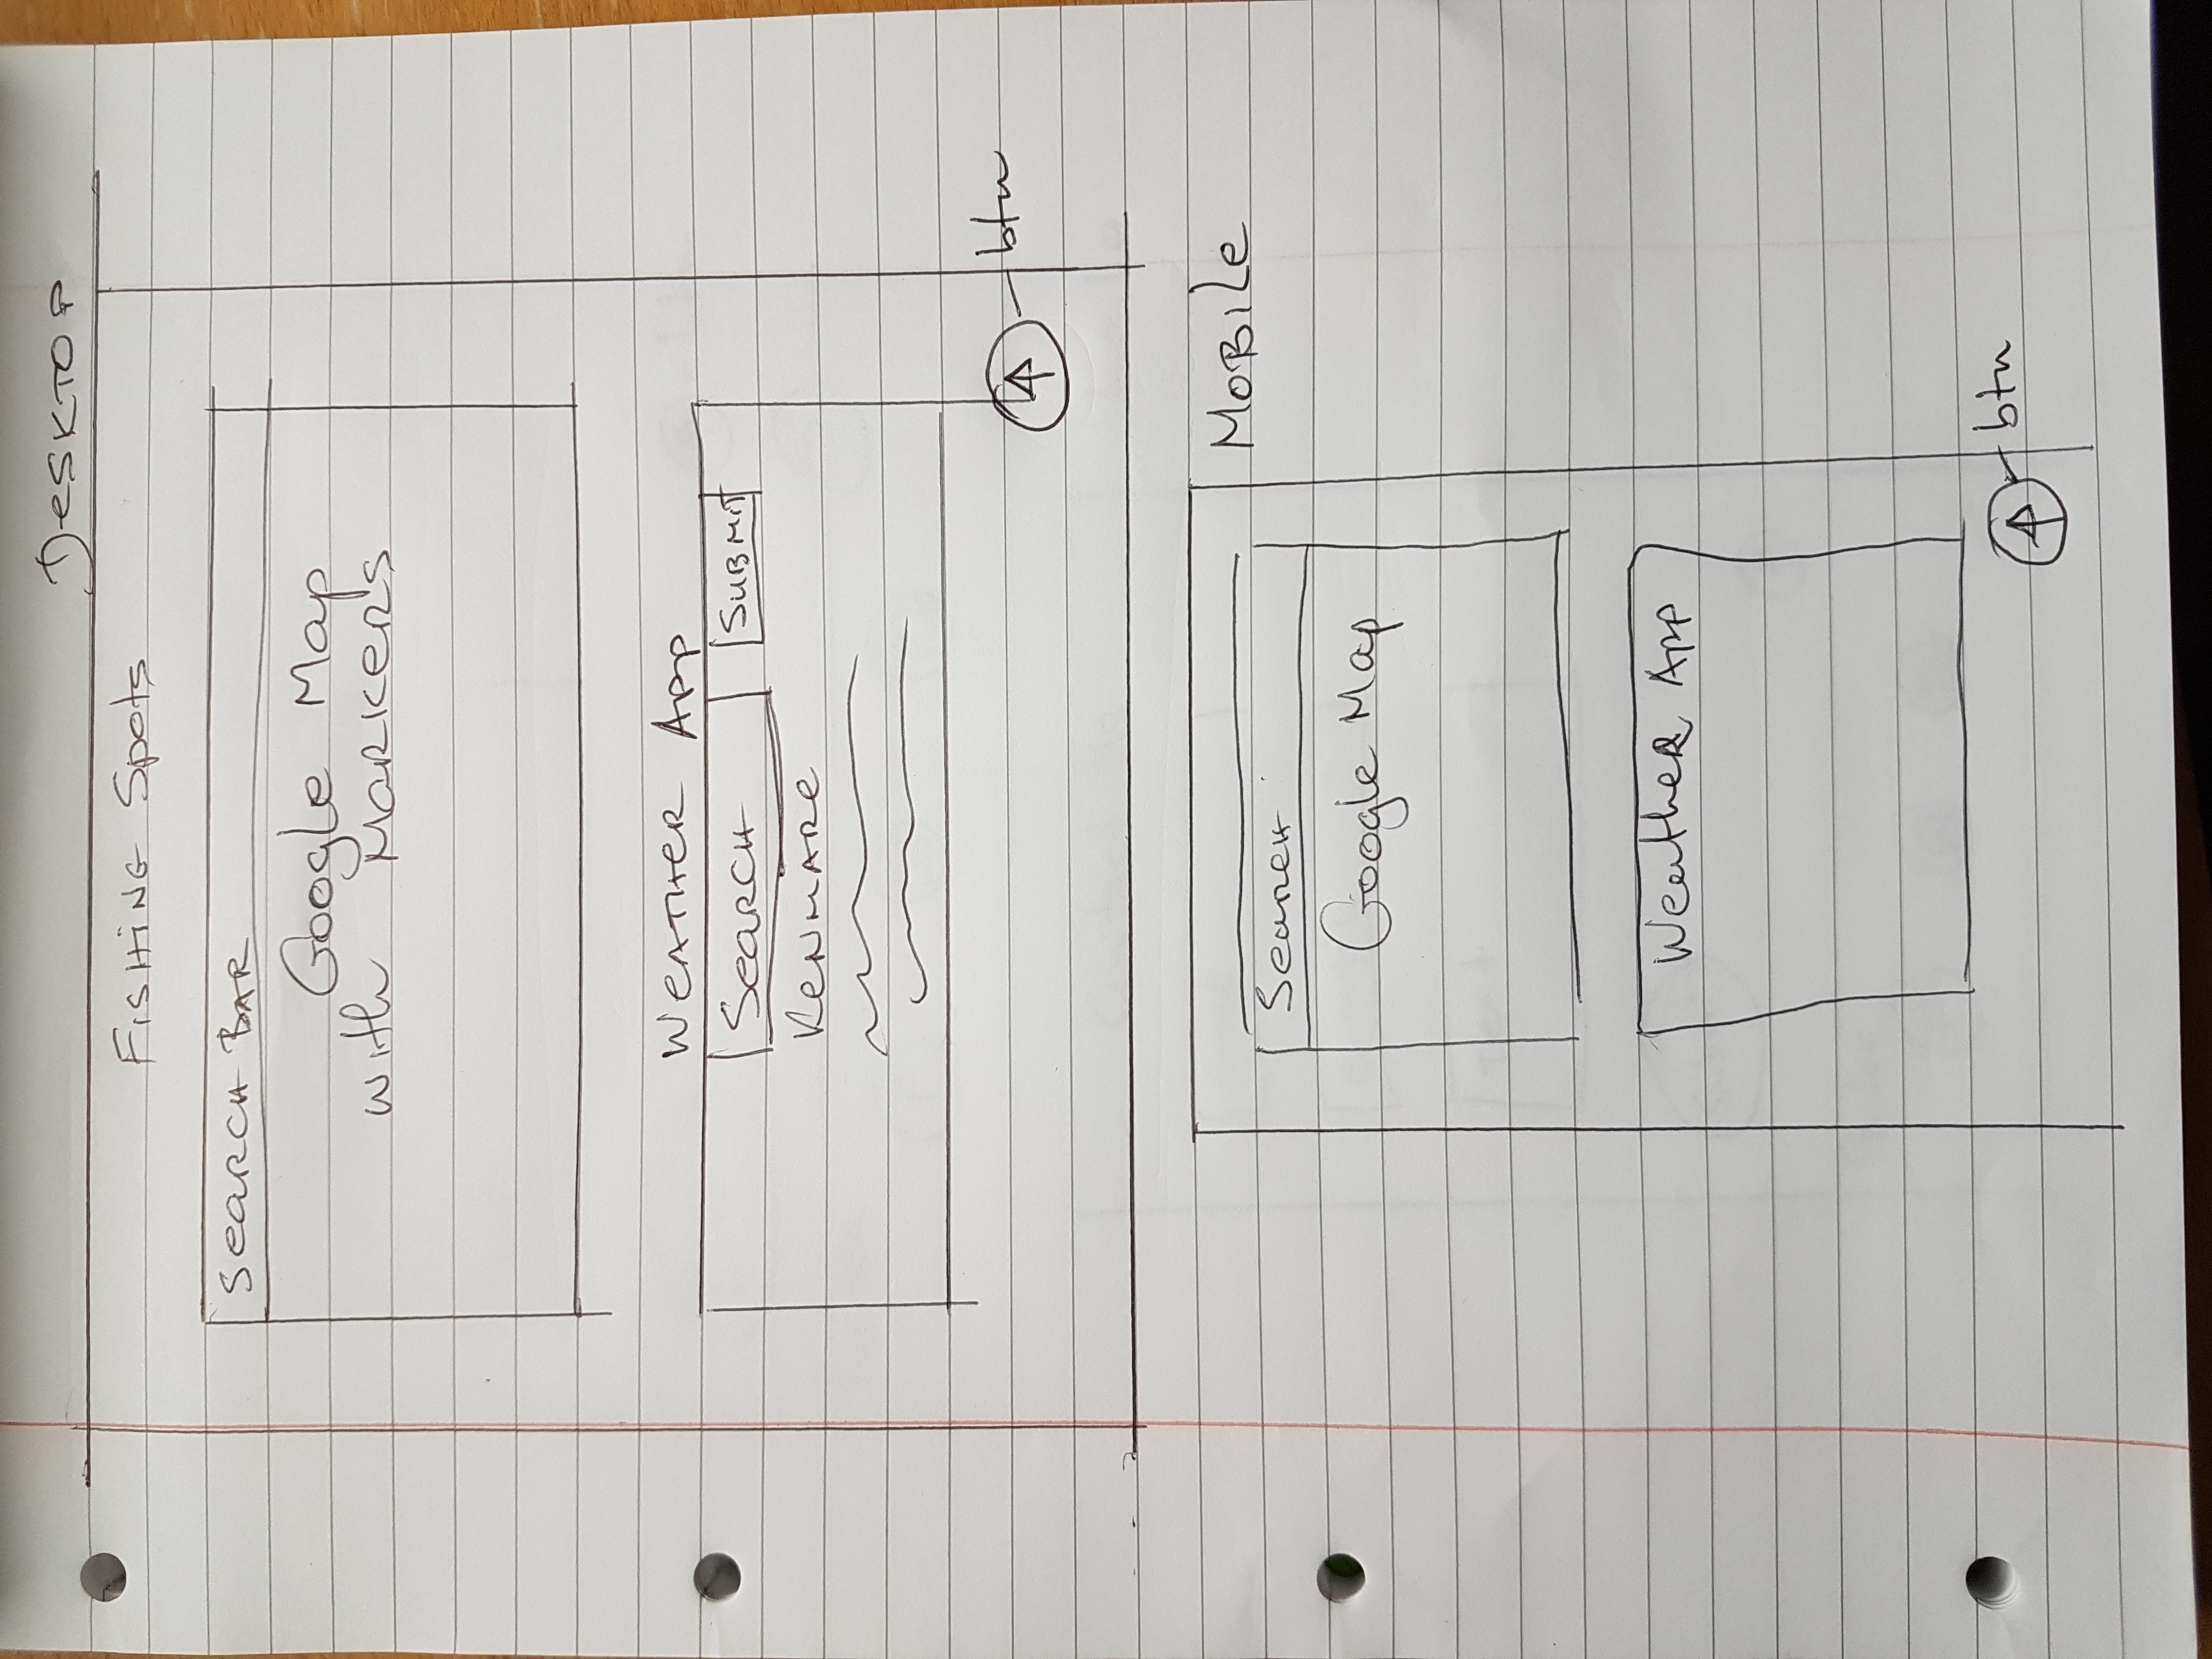 DESKTOP
FISHING Spots
SEARCH BAR
Google Map
with MARKERS
WEATHER APP
SEARCH SUBMIT
KENMARE
btn
MOBILE
SEARCH
Google Map
Weather APP
btn